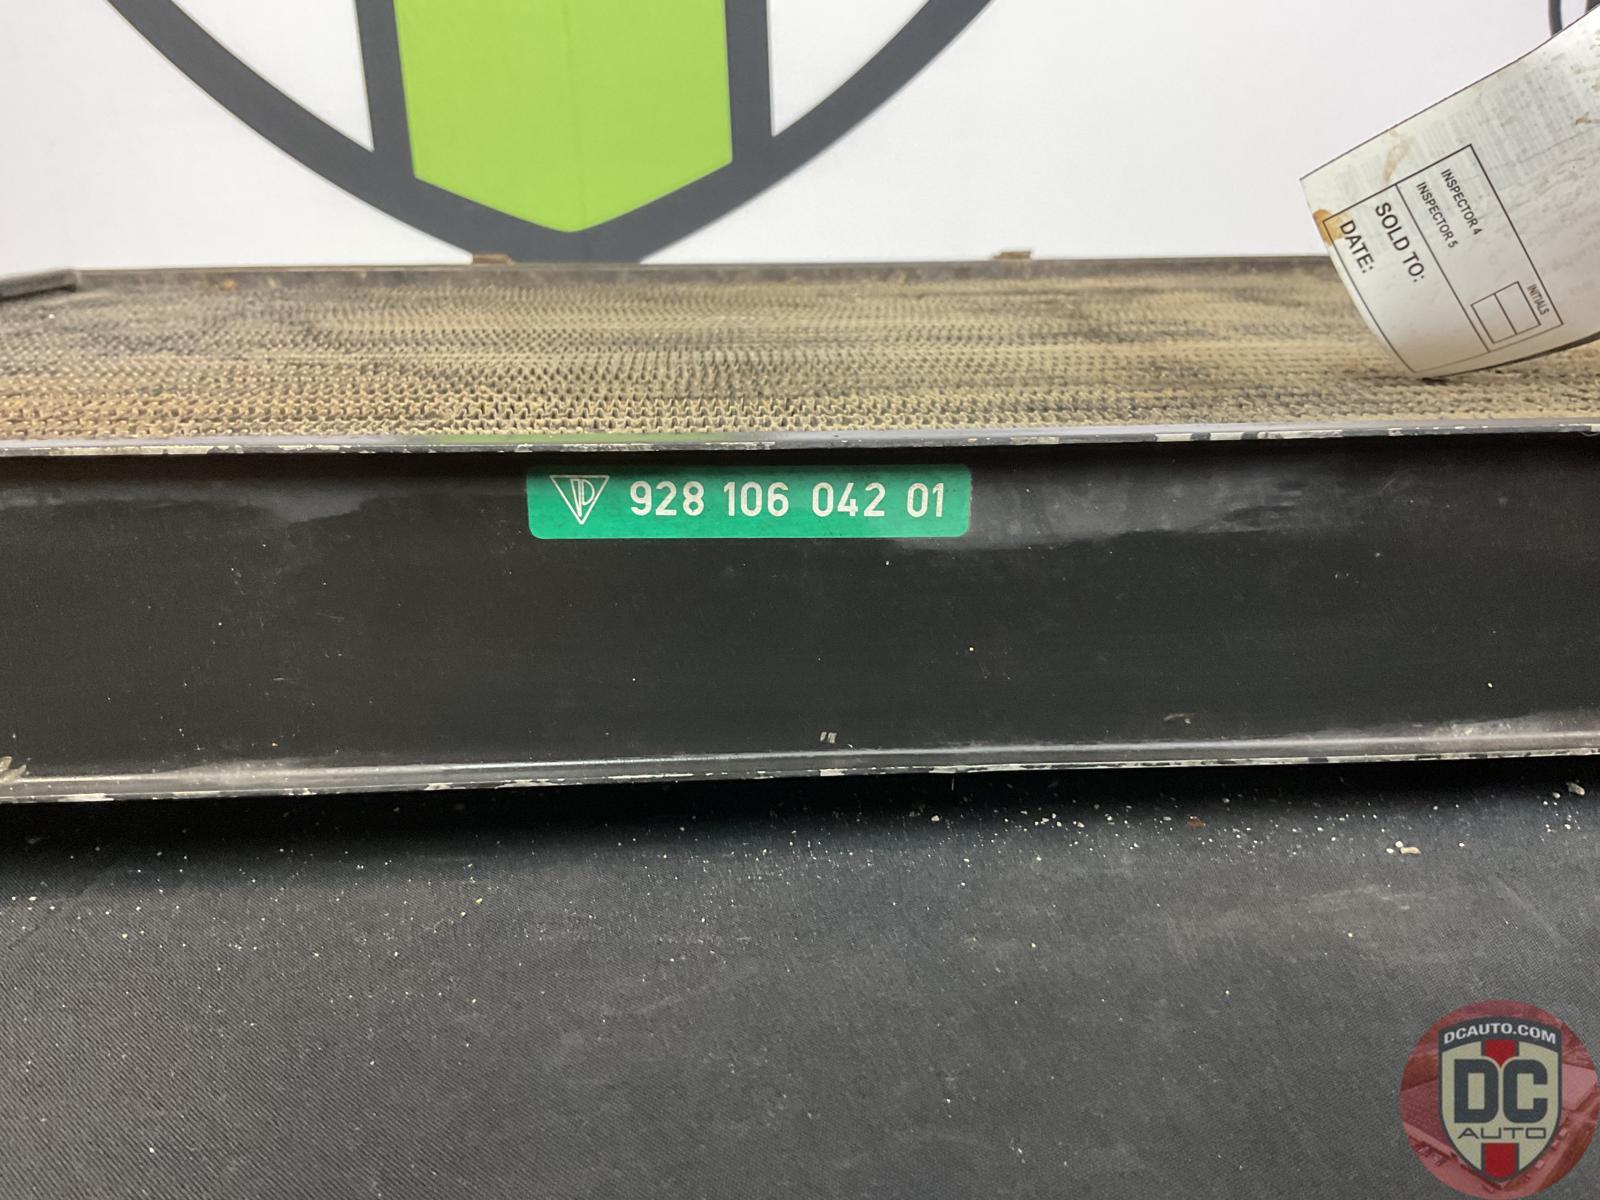 INSPECTOR 4
INSPECTOR 5
INITIALS
SOLD TO:
DATE:
928 106 042 01
DCAUTO.COM
DC
AUTO